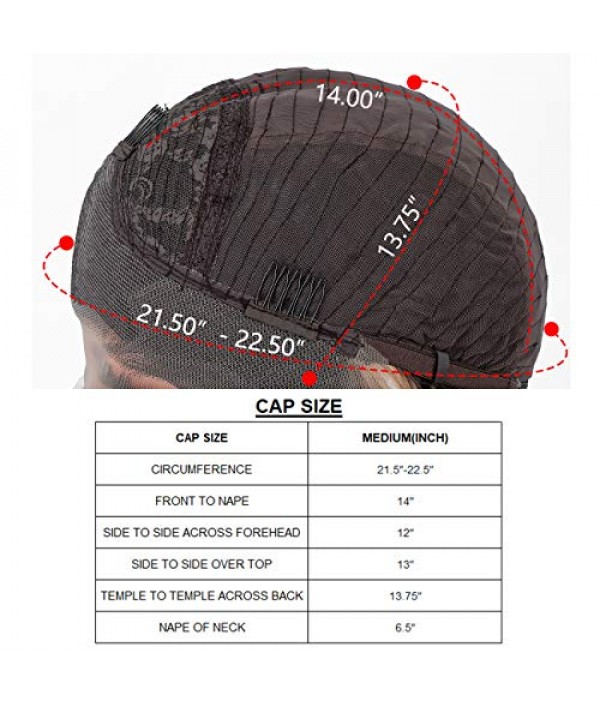 14.00"
13.75"
21.50" - 22.50"
CAP SIZE
CAP SIZE MEDIUM(INCH)
CIRCUMFERENCE 21.5"-22.5"
FRONT TO NAPE 14"
SIDE TO SIDE ACROSS FOREHEAD 12"
SIDE TO SIDE OVER TOP 13"
TEMPLE TO TEMPLE ACROSS BACK 13.75"
NAPE OF NECK 6.5"